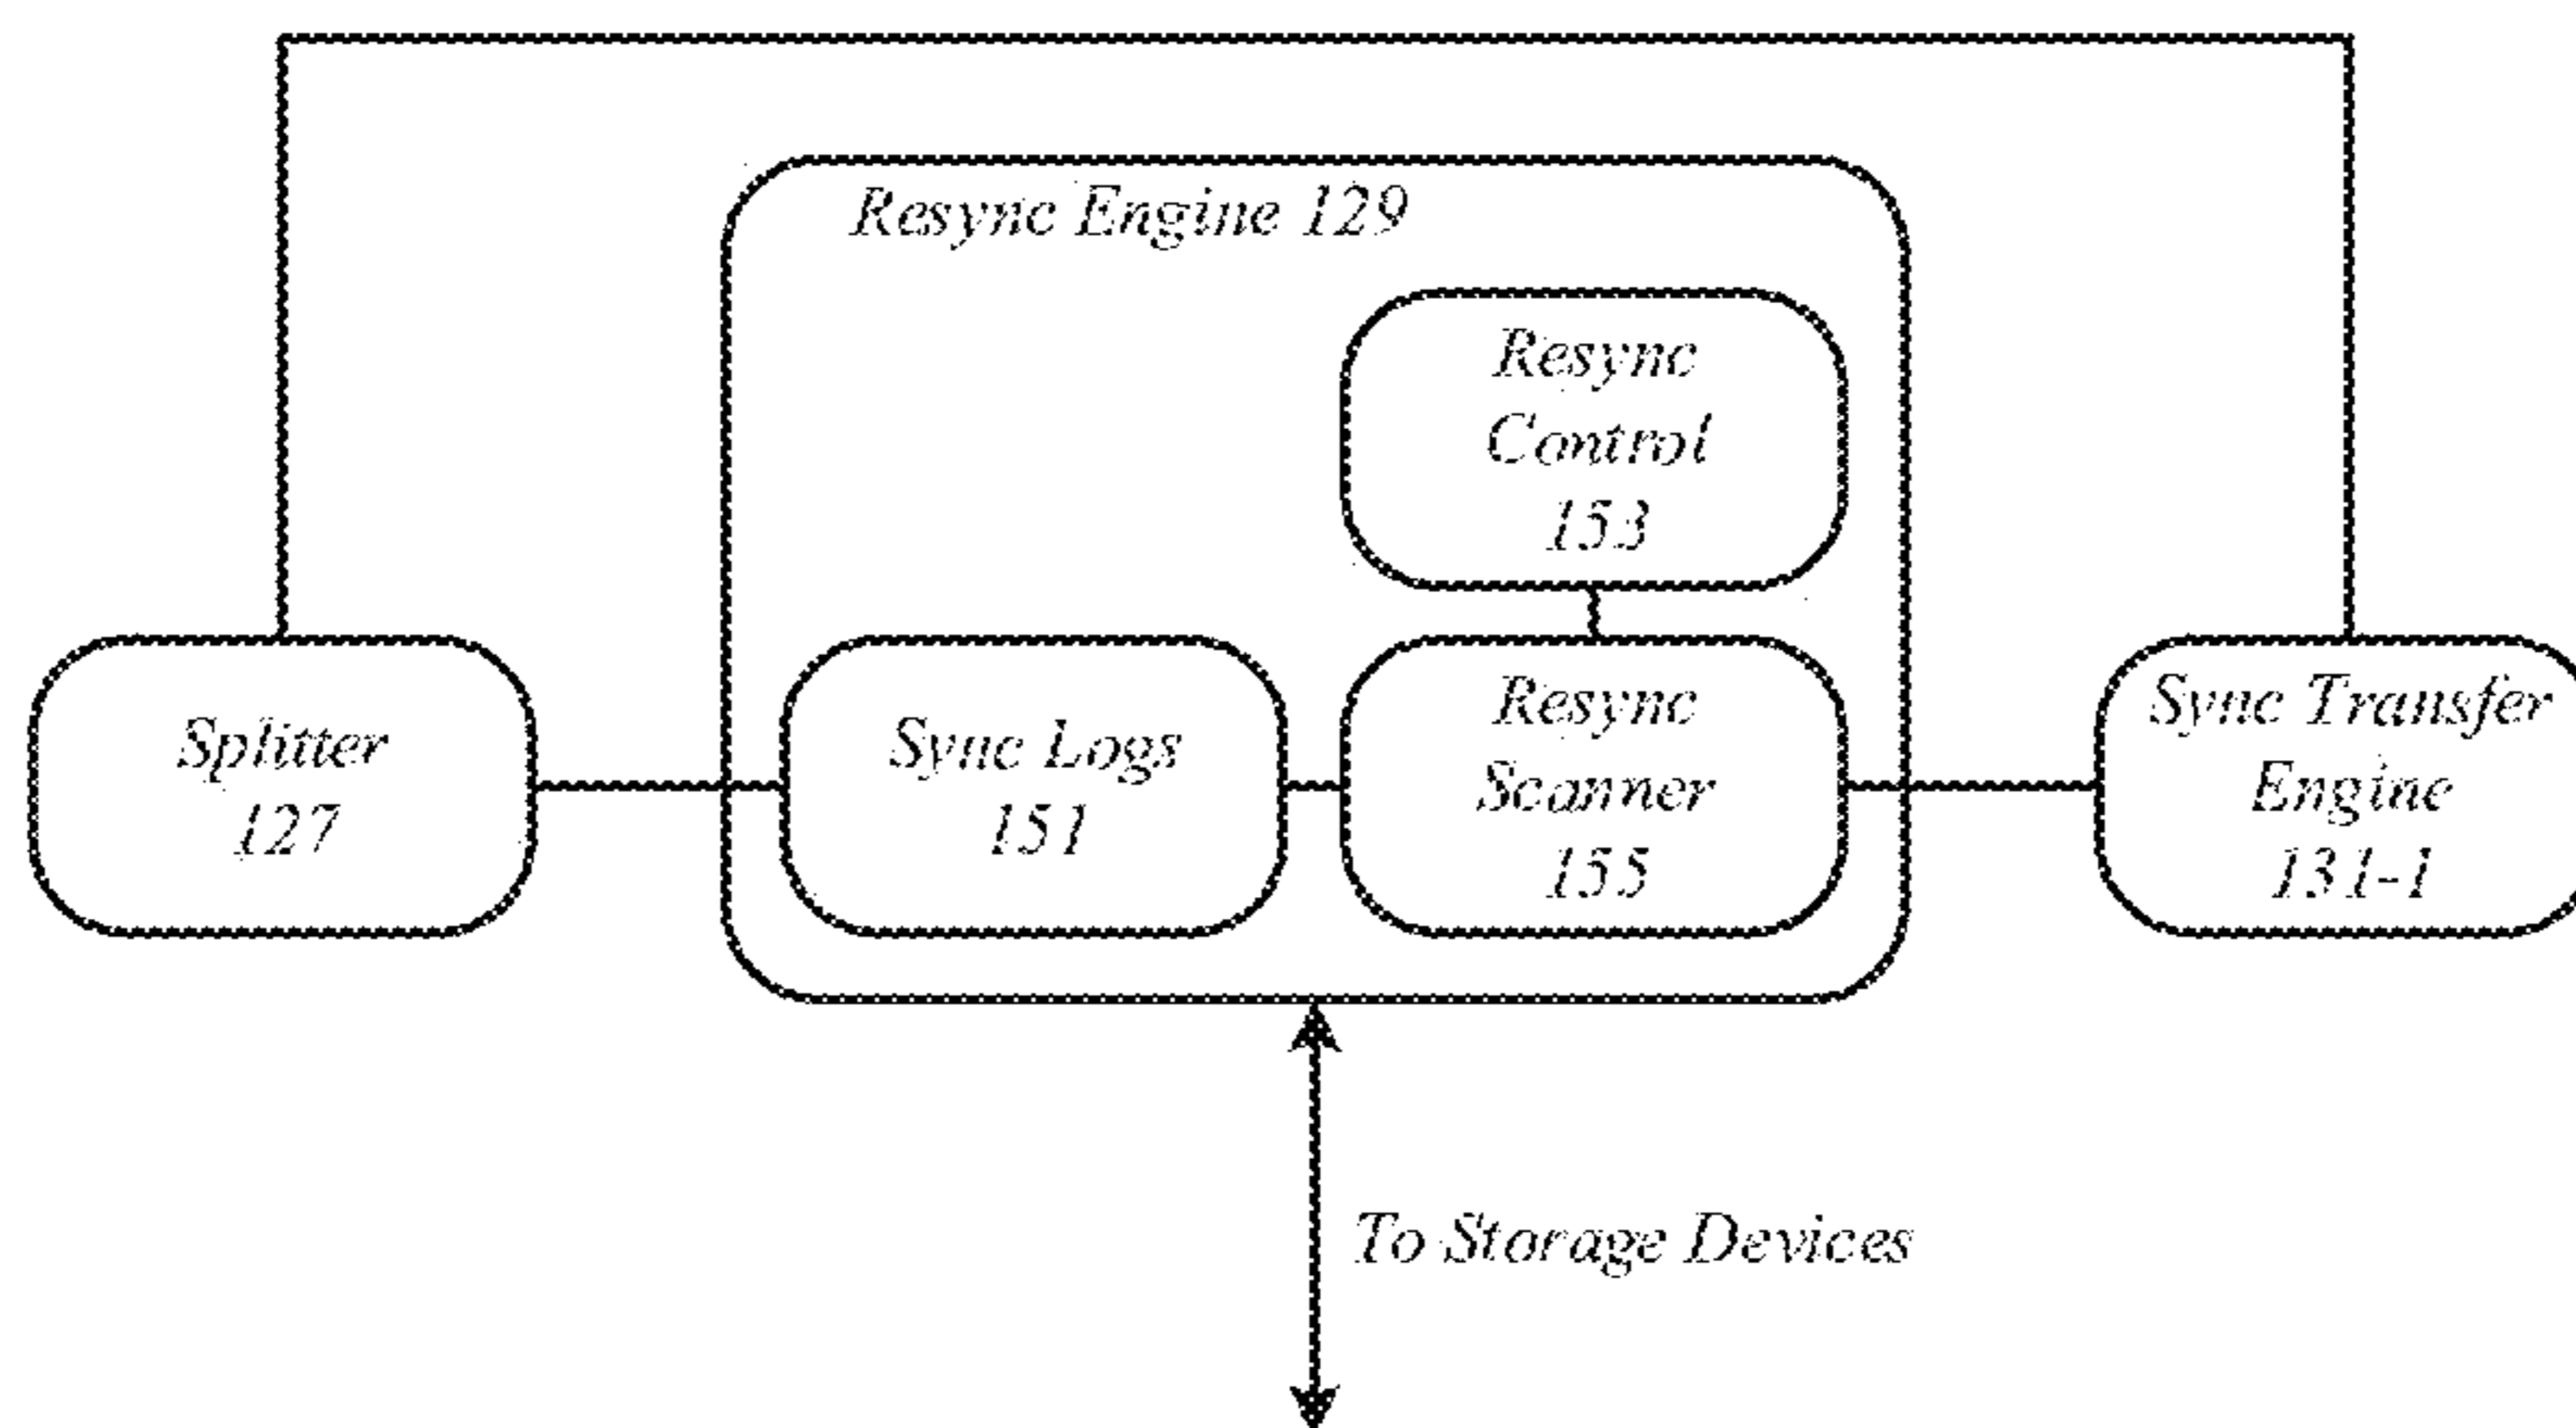 Resync Engine 129
Resync
Control
153
Splitter
127
Sync Logs
151
Resync
Scanner
155
Sync Transfer
Engine
131-1
To Storage Devices